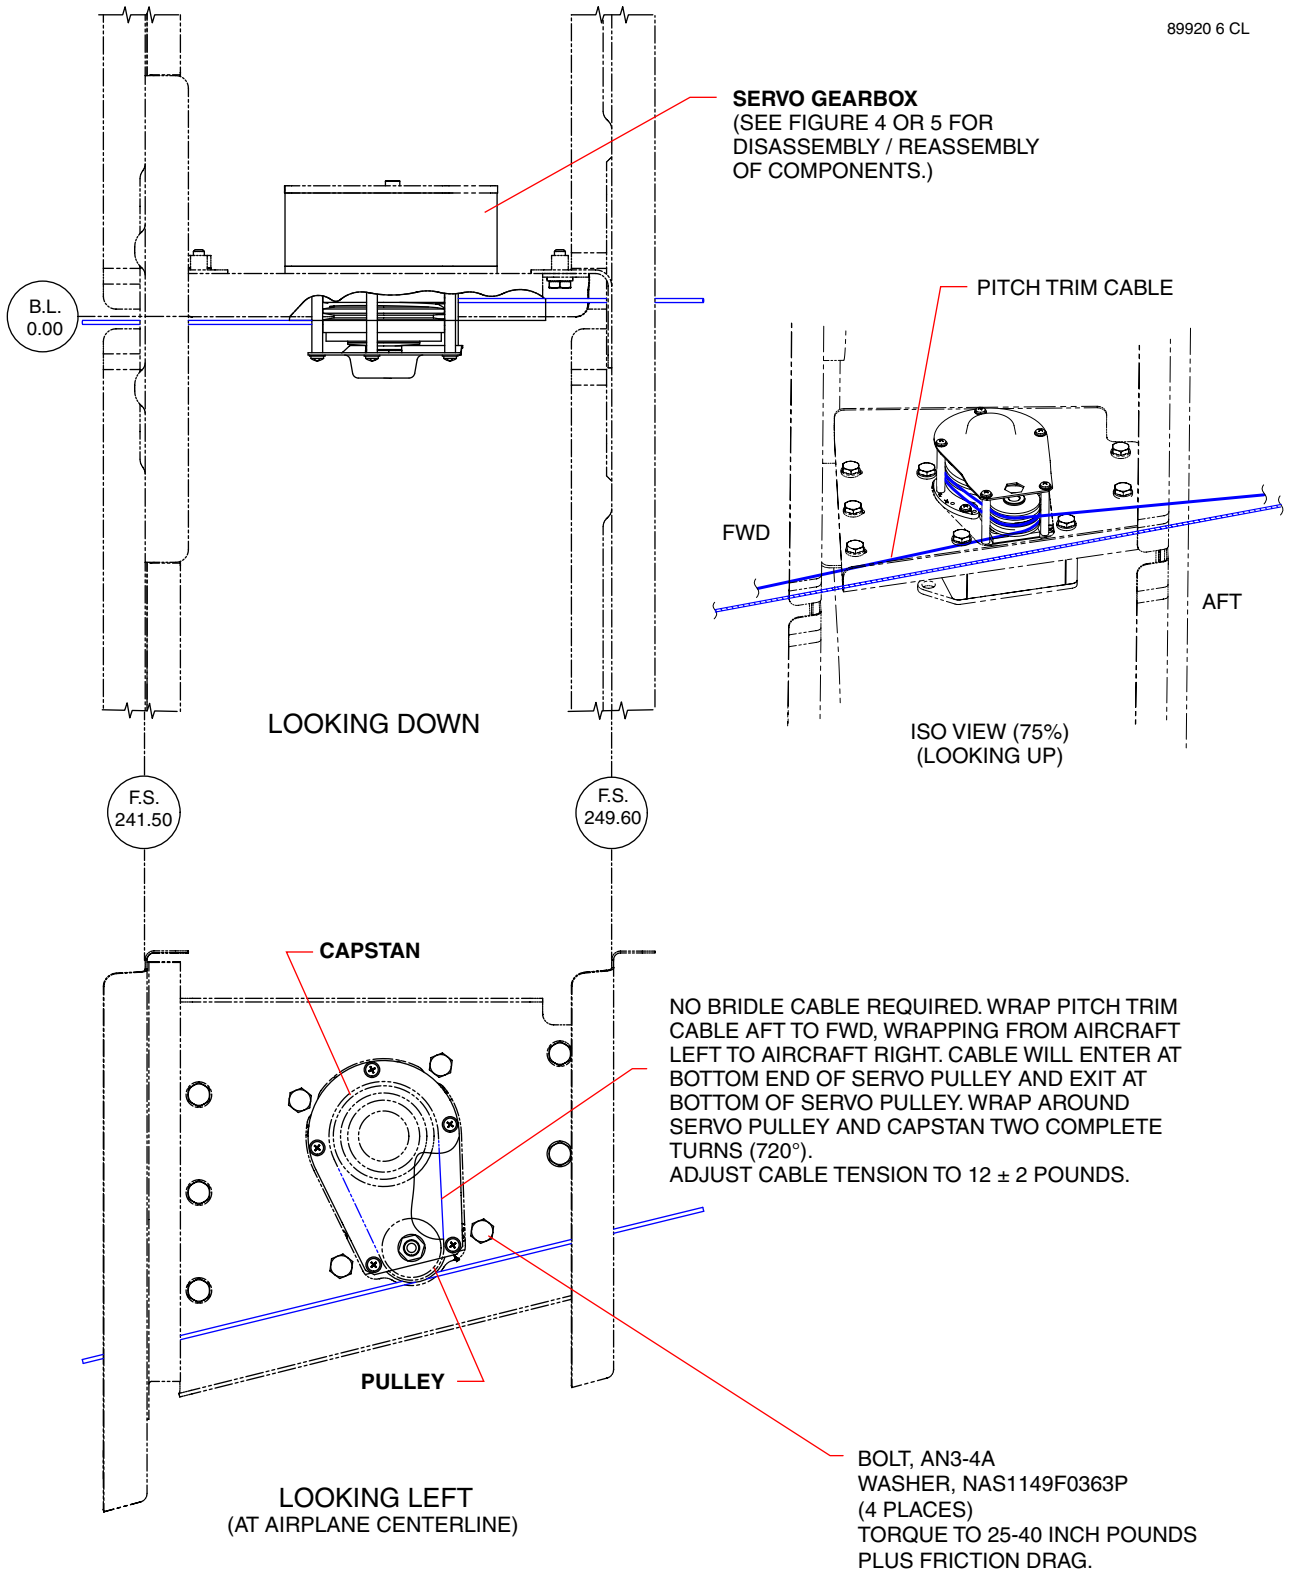 89920 6 CL
SERVO GEARBOX
(SEE FIGURE 4 OR 5 FOR
DISASSEMBLY / REASSEMBLY
OF COMPONENTS.)
B.L.
0.00
PITCH TRIM CABLE
FWD
AFT
LOOKING DOWN
ISO VIEW (75%)
(LOOKING UP)
F.S.
241.50
F.S.
249.60
CAPSTAN
NO BRIDLE CABLE REQUIRED. WRAP PITCH TRIM
CABLE AFT TO FWD, WRAPPING FROM AIRCRAFT
LEFT TO AIRCRAFT RIGHT. CABLE WILL ENTER AT
BOTTOM END OF SERVO PULLEY AND EXIT AT
BOTTOM OF SERVO PULLEY. WRAP AROUND
SERVO PULLEY AND CAPSTAN TWO COMPLETE
TURNS (720°).
ADJUST CABLE TENSION TO 12 ± 2 POUNDS.
PULLEY
LOOKING LEFT
(AT AIRPLANE CENTERLINE)
BOLT, AN3-4A
WASHER, NAS1149F0363P
(4 PLACES)
TORQUE TO 25-40 INCH POUNDS
PLUS FRICTION DRAG.